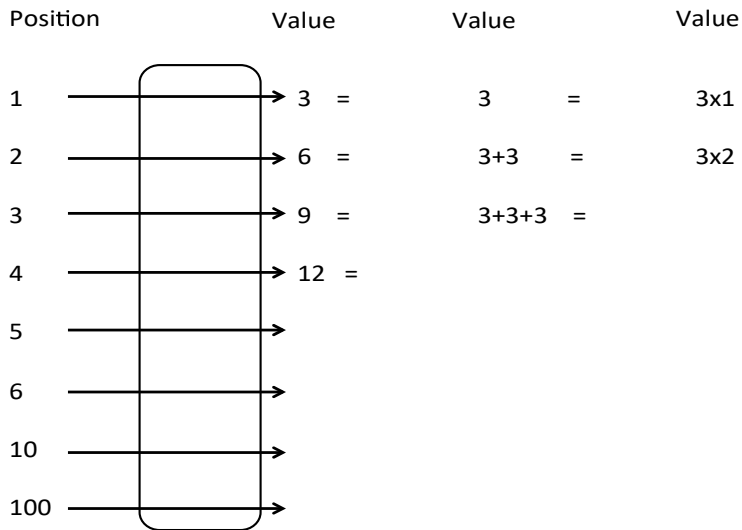 Position Value Value Value
1 3 = 3 = 3x1
2 6 = 3+3 = 3x2
3 9 = 3+3+3 =
4 12 =
5
6
10
100